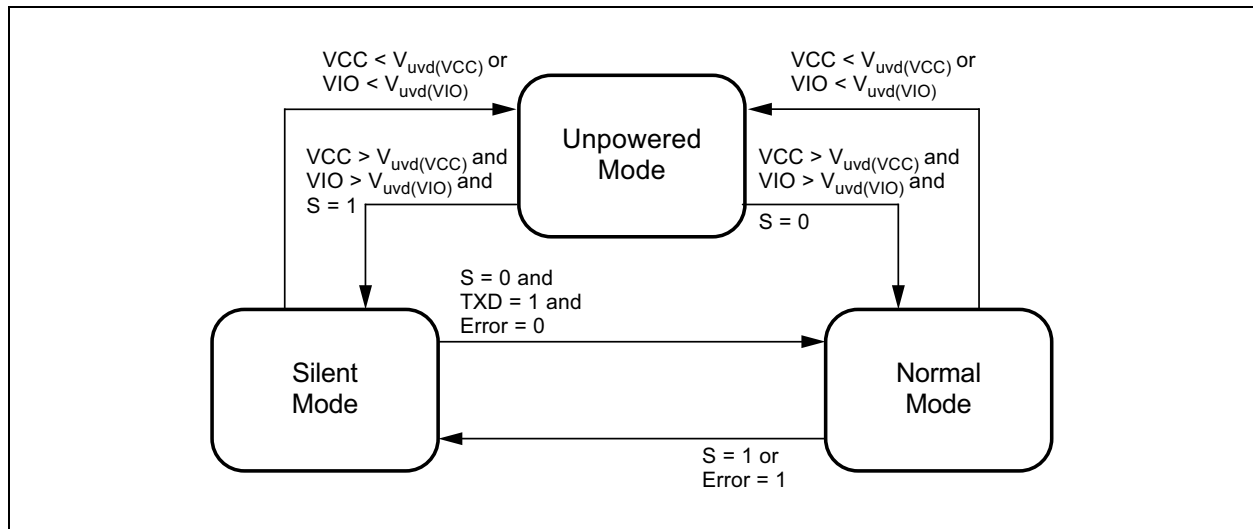 VCC < Vuvd(VCC) or
VIO < Vuvd(VIO)
VCC < Vuvd(VCC) or
VIO < Vuvd(VIO)
Unpowered
Mode
VCC > Vuvd(VCC) and
VIO > Vuvd(VIO) and
S = 1
VCC > Vuvd(VCC) and
VIO > Vuvd(VIO) and
S = 0
S = 0 and
TXD = 1 and
Error = 0
Silent
Mode
Normal
Mode
S = 1 or
Error = 1